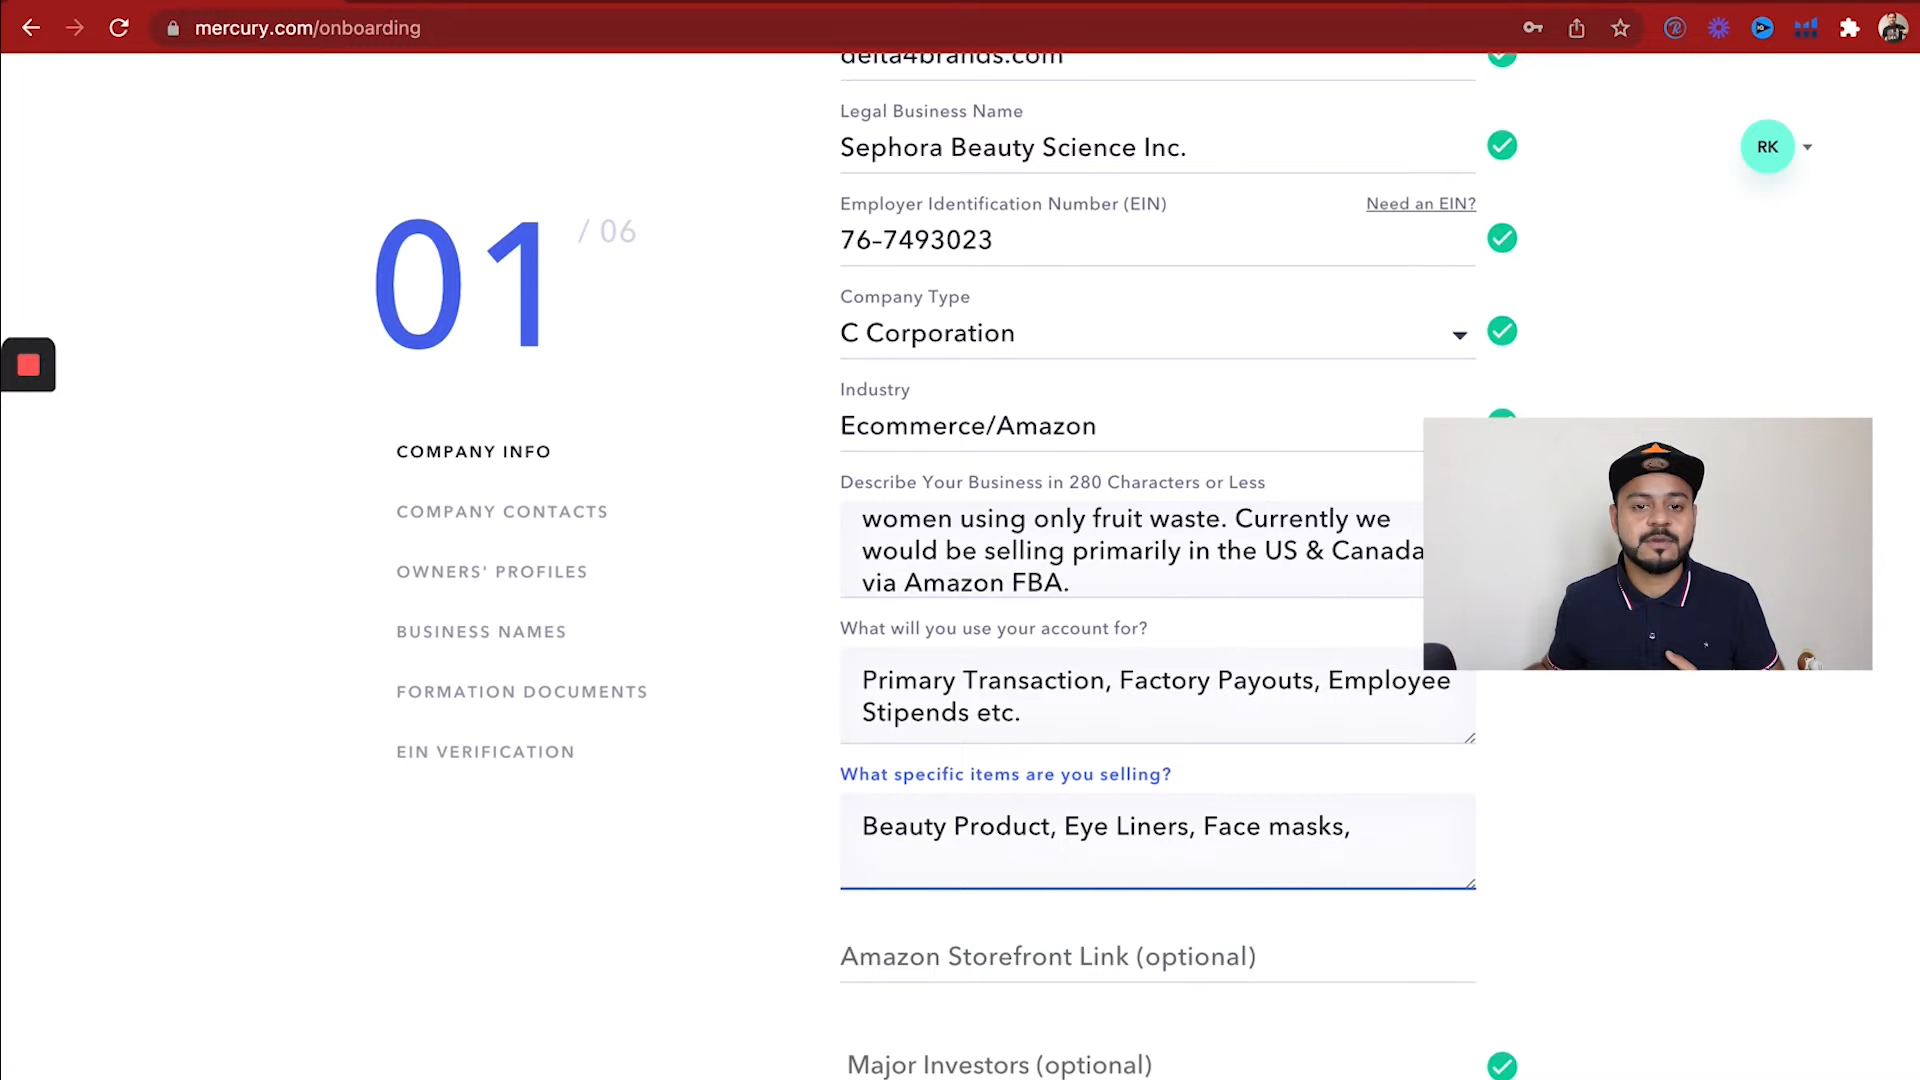 mercury.com/onboarding
delta4brands.com
Legal Business Name
Sephora Beauty Science Inc.
RK
Employer Identification Number (EIN)
Need an EIN?
76-7493023
01
/ 06
Company Type
C Corporation
Industry
Ecommerce/Amazon
COMPANY INFO
COMPANY CONTACTS
OWNERS' PROFILES
BUSINESS NAMES
FORMATION DOCUMENTS
EIN VERIFICATION
Describe Your Business in 280 Characters or Less
women using only fruit waste. Currently we
would be selling primarily in the US & Canada
via Amazon FBA.
What will you use your account for?
Primary Transaction, Factory Payouts, Employee
Stipends etc.
What specific items are you selling?
Beauty Product, Eye Liners, Face masks,
Amazon Storefront Link (optional)
Major Investors (optional)